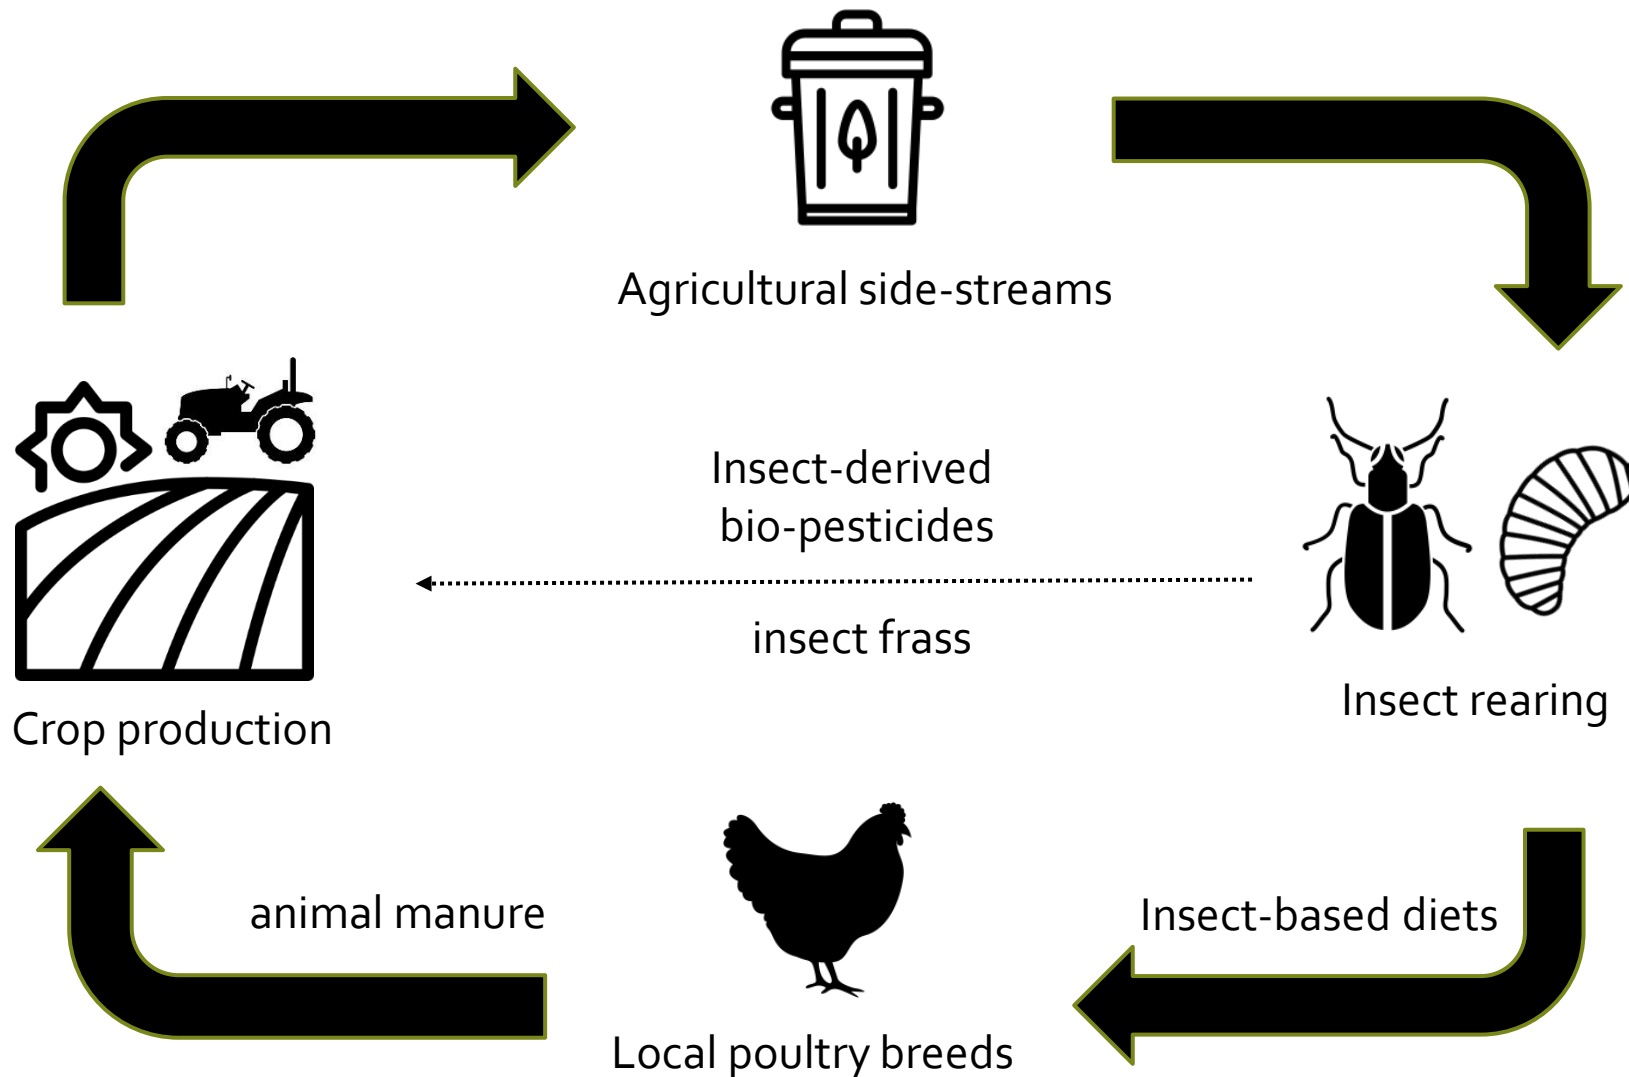 Agricultural side-streams
Insect-derived
bio-pesticides
insect frass
Insect rearing
Crop production
animal manure
Insect-based diets
Local poultry breeds